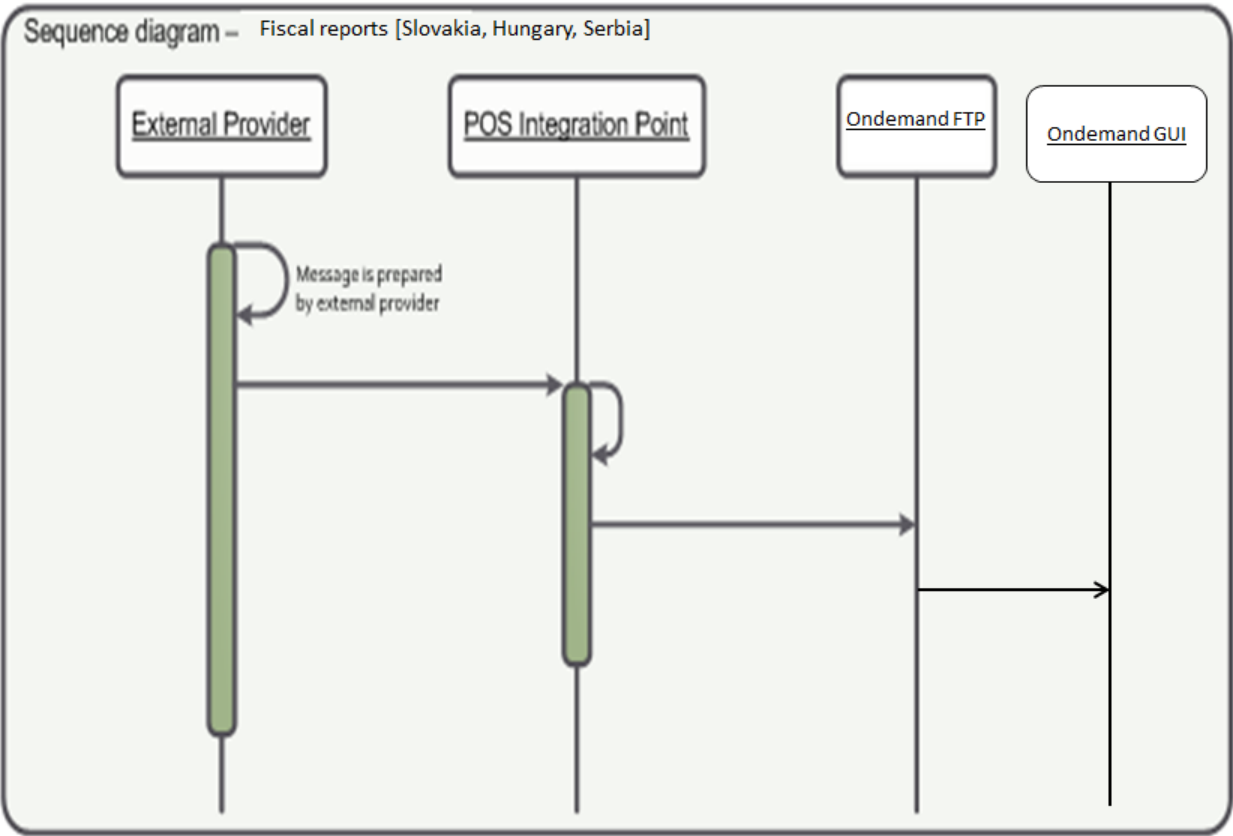 Sequence diagram – Fiscal reports [Slovakia, Hungary, Serbia]
External Provider
POS Integration Point
Ondemand FTP
Ondemand GUI
Message is prepared
by external provider